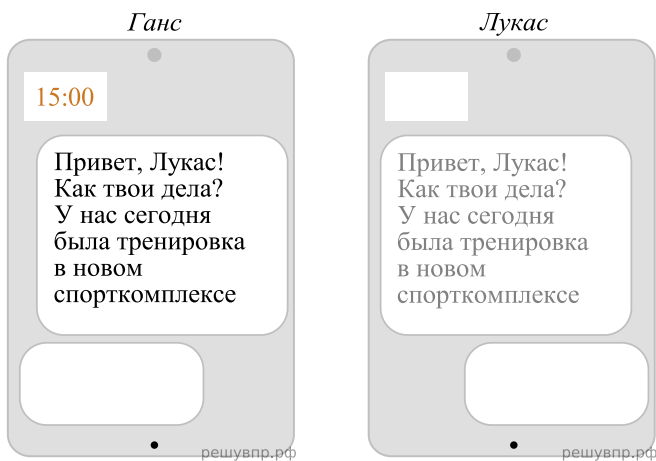 Ганс
Лукас
15:00
Привет, Лукас!
Как твои дела?
У нас сегодня
была тренировка
в новом
спорткомплексе
Привет, Лукас!
Как твои дела?
У нас сегодня
была тренировка
в новом
спорткомплексе
решувпр.рф
решувпр.рф